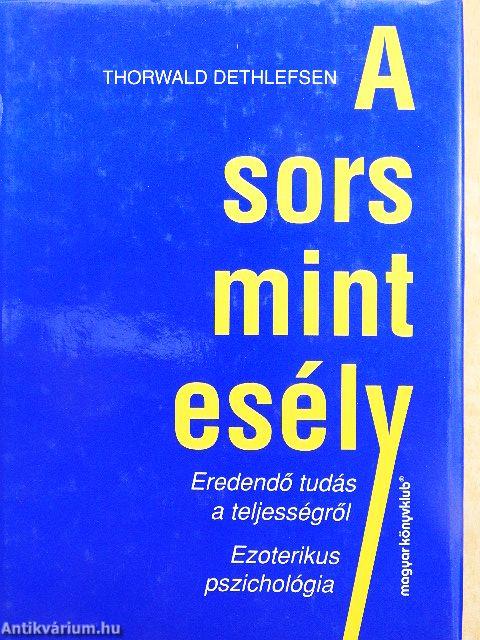 THORWALD DETHLEFSEN
A
sors
mint
esély
Eredendő tudás
a teljességről
Ezoterikus
pszichológia
magyar könyvklub®
Antikvárium.hu